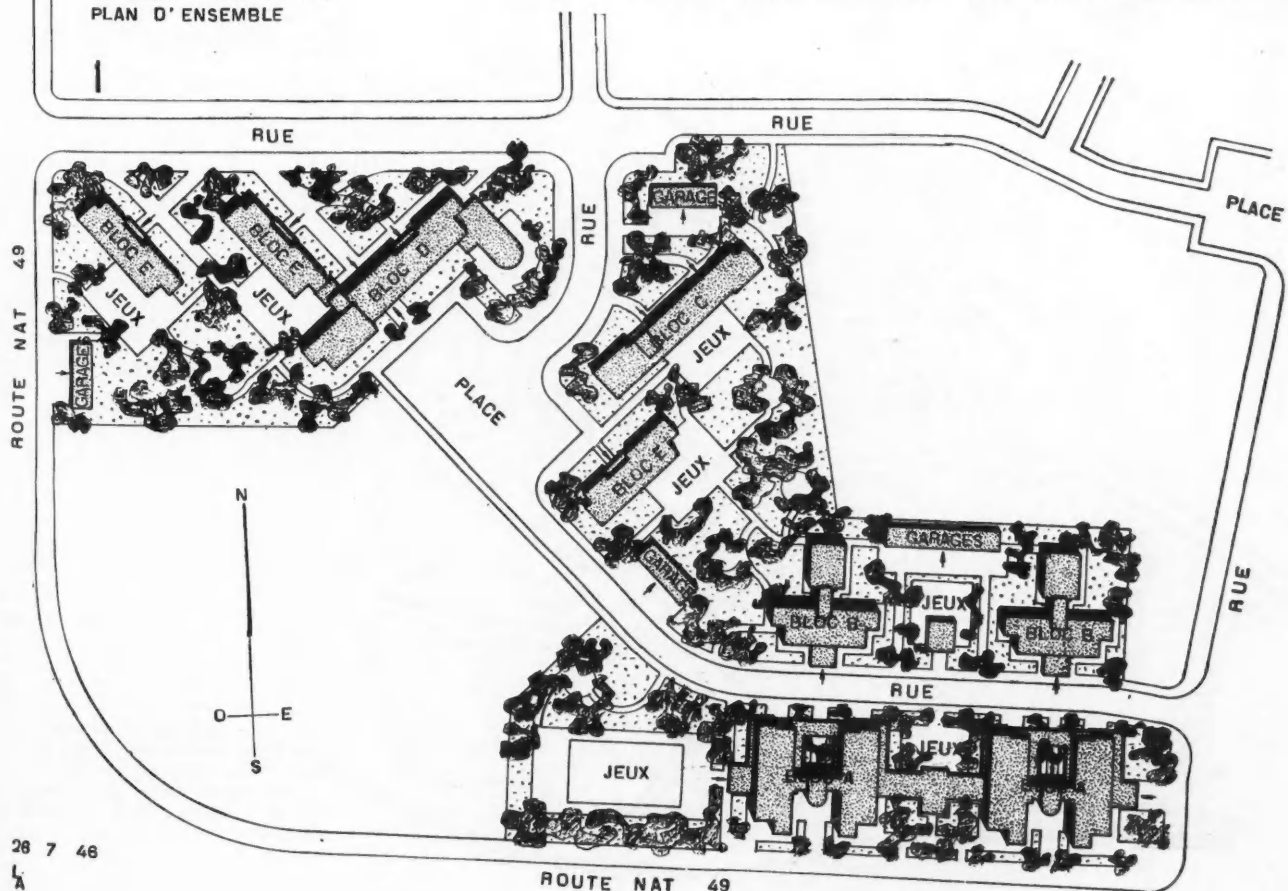 PLAN D'ENSEMBLE
RUE
RUE
PLACE
GARAGE
RUE
BLOC E
BLOC E
BLOC D
JEUX
JEUX
BLOC C
JEUX
ROUTE NAT 49
GARAGES
PLACE
BLOC E
JEUX
N
GARAGES
GARAGE
JEUX
BLOC B
BLOC B
RUE
RUE
O E
S
JEUX
JEUX
26 7 46
L
A
ROUTE NAT 49